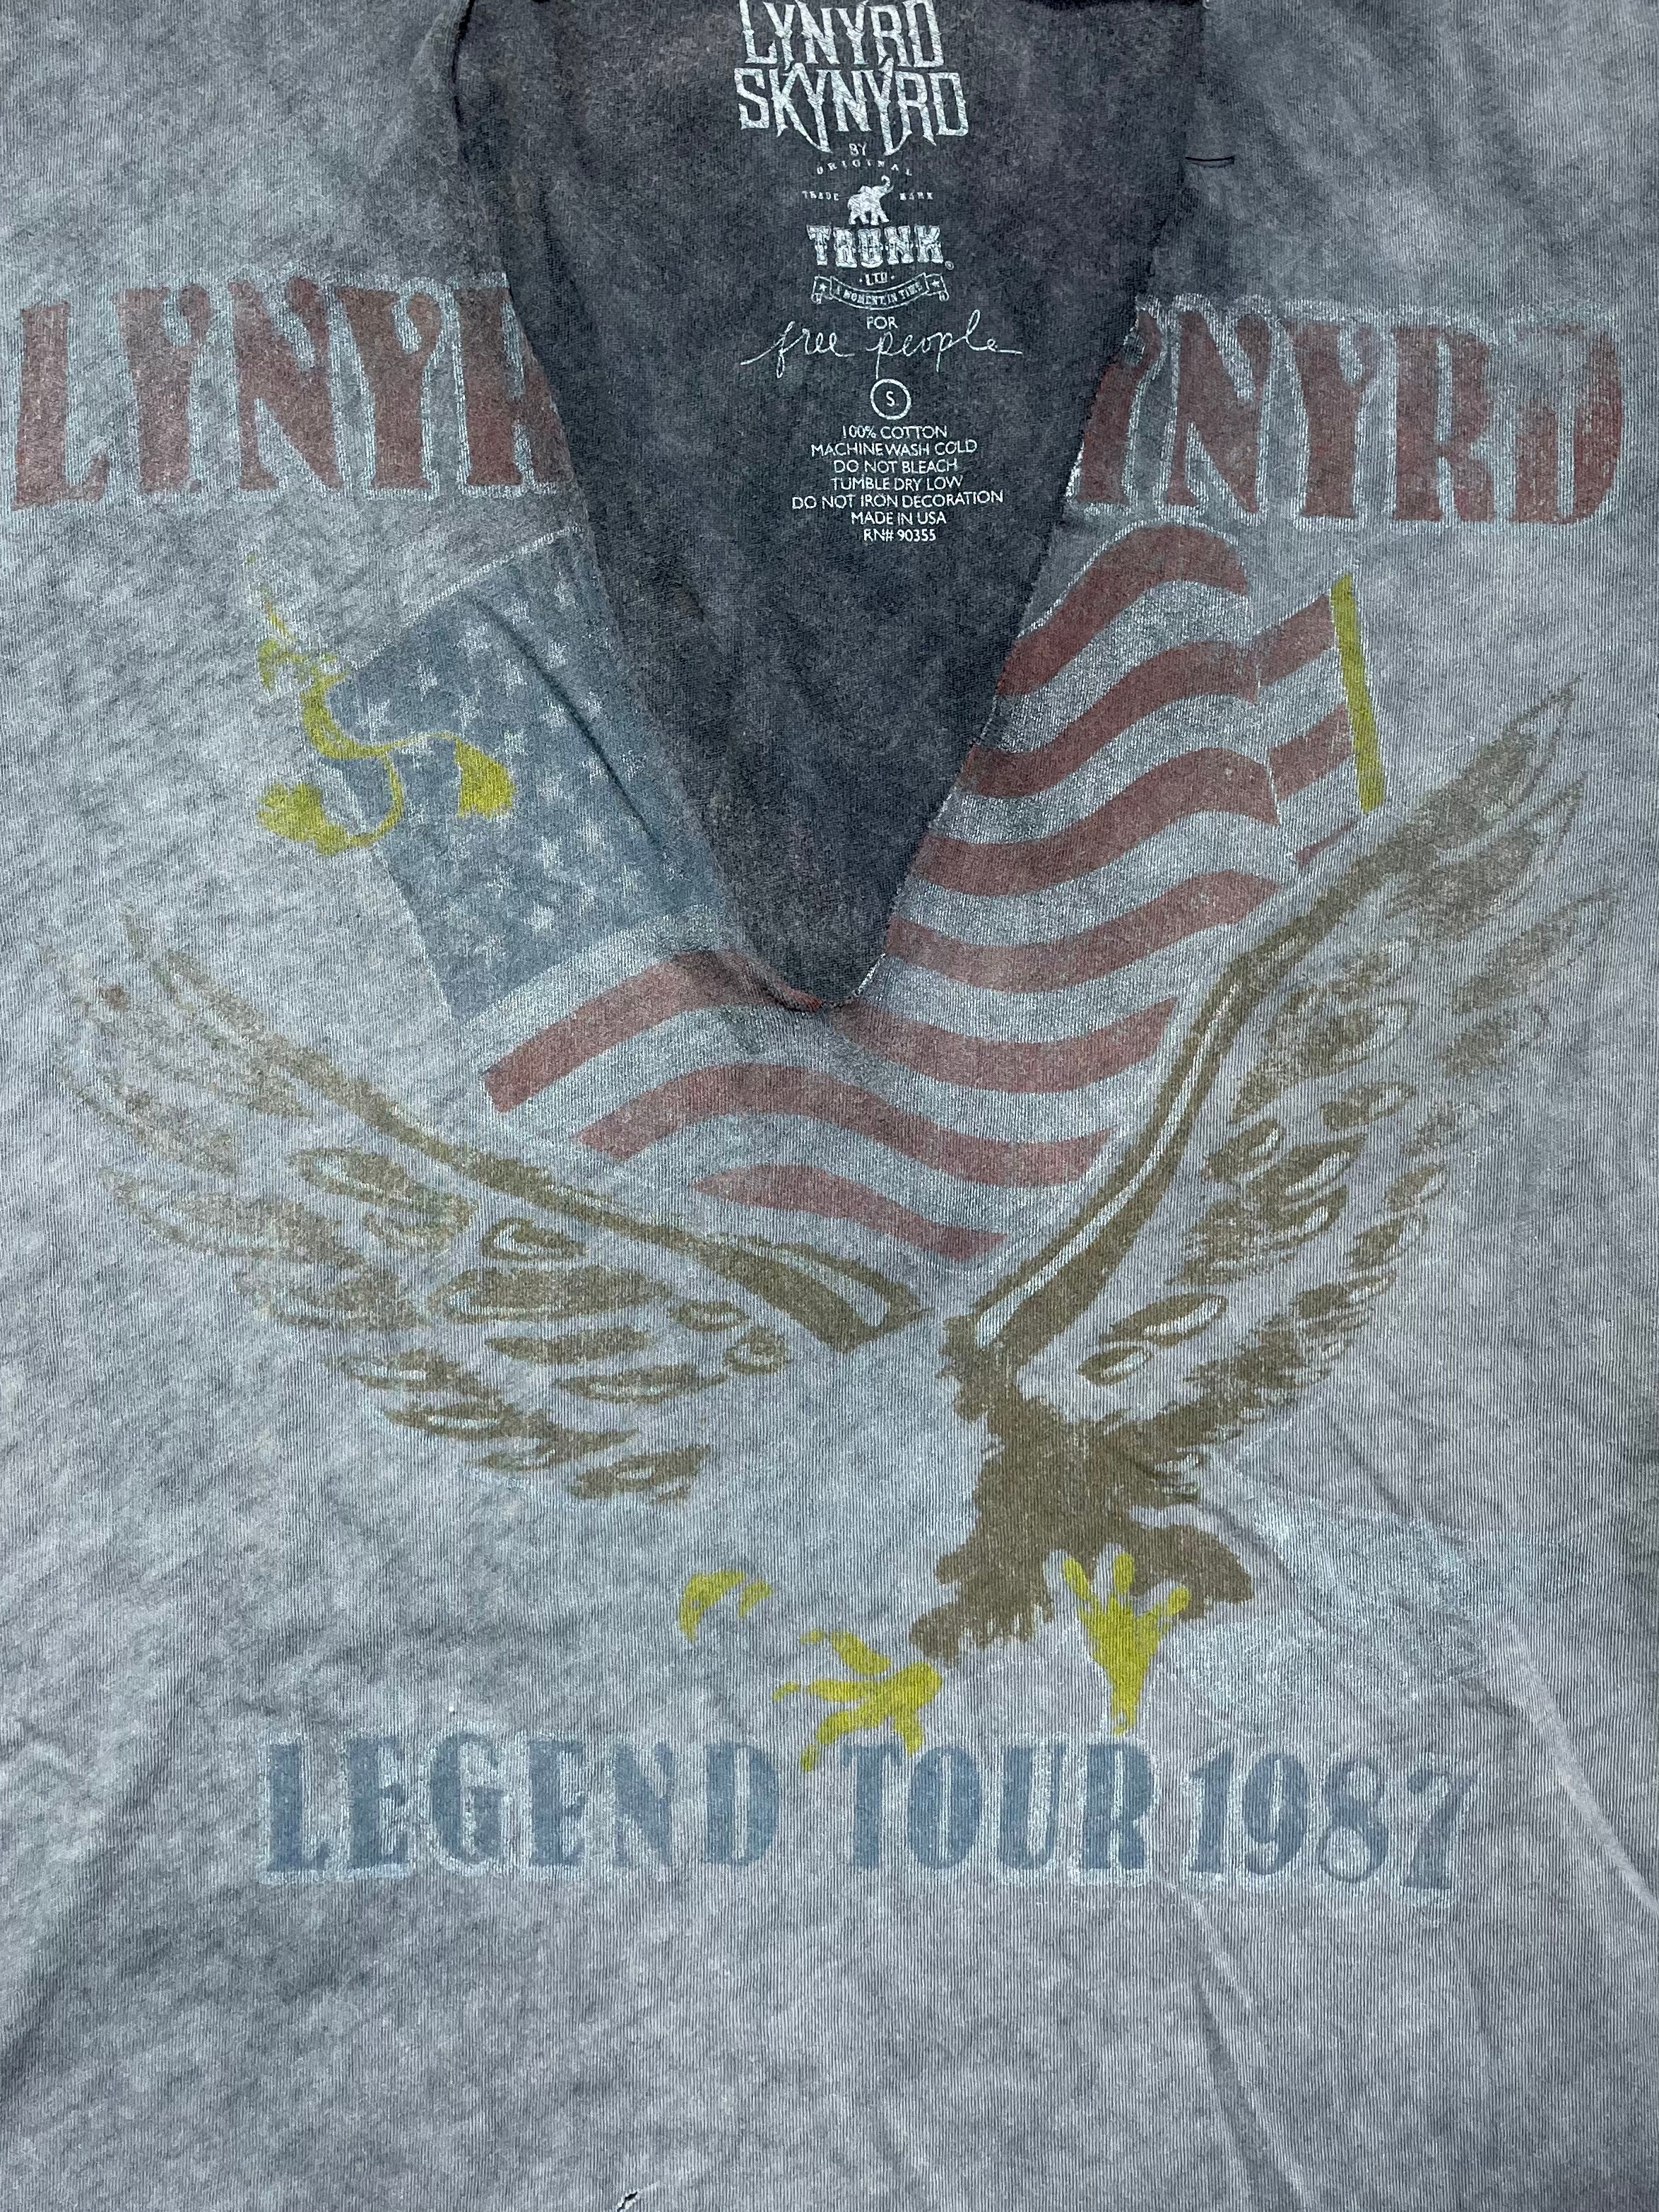 LYNYRD
SKYNYRD
BY
ORIGINAL
TRADE MARK
TRUNK®
·LTD·
A MOMENT IN TIME
FOR
free people
S
100% COTTON
MACHINE WASH COLD
DO NOT BLEACH
TUMBLE DRY LOW
DO NOT IRON DECORATION
MADE IN USA
RN# 90355
LYNYR YNYRD
LEGEND TOUR 1987